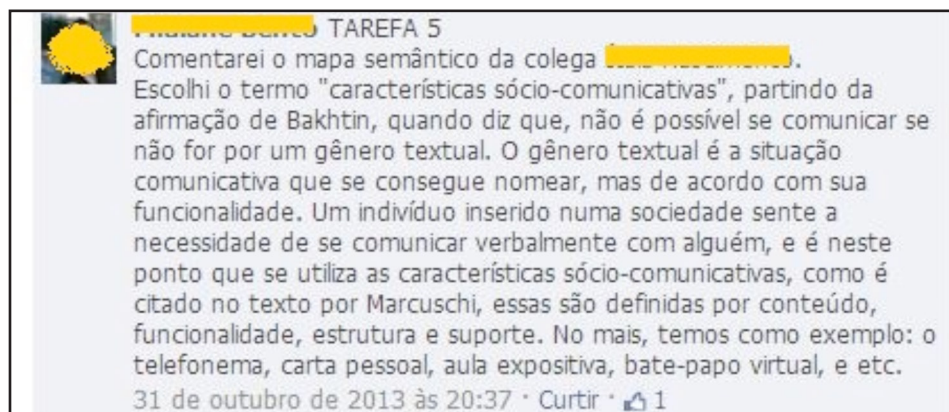 TAREFA 5
Comentarei o mapa semântico da colega
Escolhi o termo "características sócio-comunicativas", partindo da
afirmação de Bakhtin, quando diz que, não é possível se comunicar se
não for por um gênero textual. O gênero textual é a situação
comunicativa que se consegue nomear, mas de acordo com sua
funcionalidade. Um indivíduo inserido numa sociedade sente a
necessidade de se comunicar verbalmente com alguém, e é neste
ponto que se utiliza as características sócio-comunicativas, como é
citado no texto por Marcuschi, essas são definidas por conteúdo,
funcionalidade, estrutura e suporte. No mais, temos como exemplo: o
telefonema, carta pessoal, aula expositiva, bate-papo virtual, e etc.
31 de outubro de 2013 às 20:37 · Curtir · 1